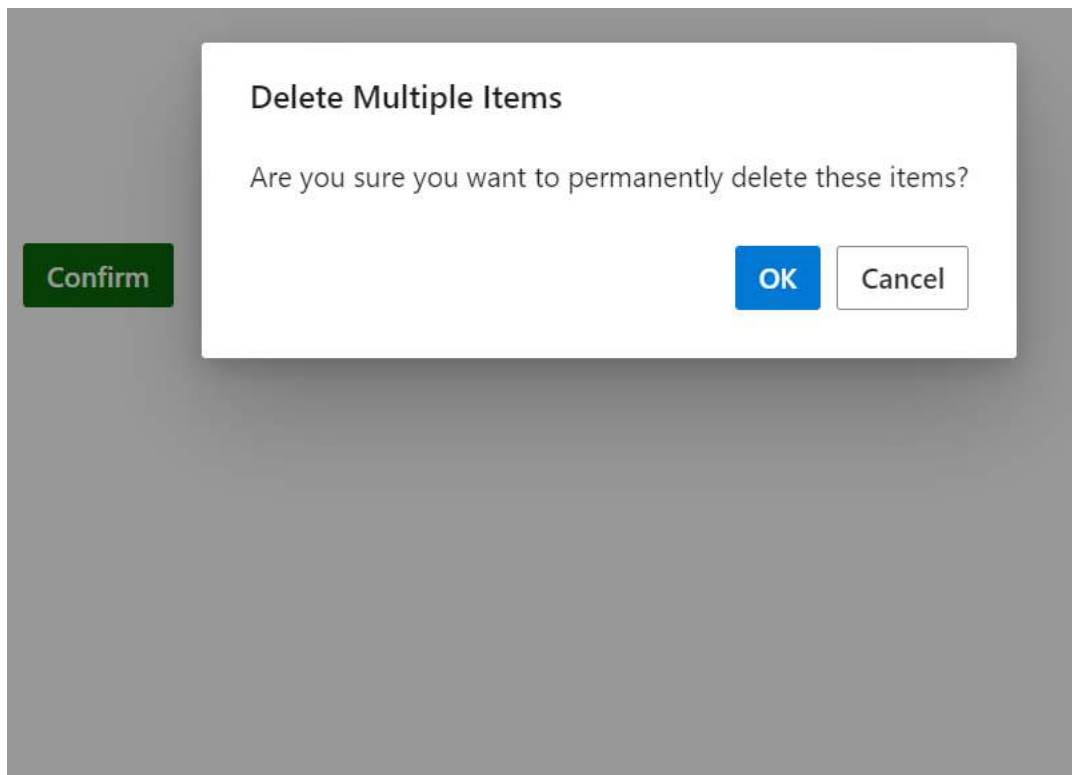 Delete Multiple Items
Are you sure you want to permanently delete these items?
Confirm
OK
Cancel